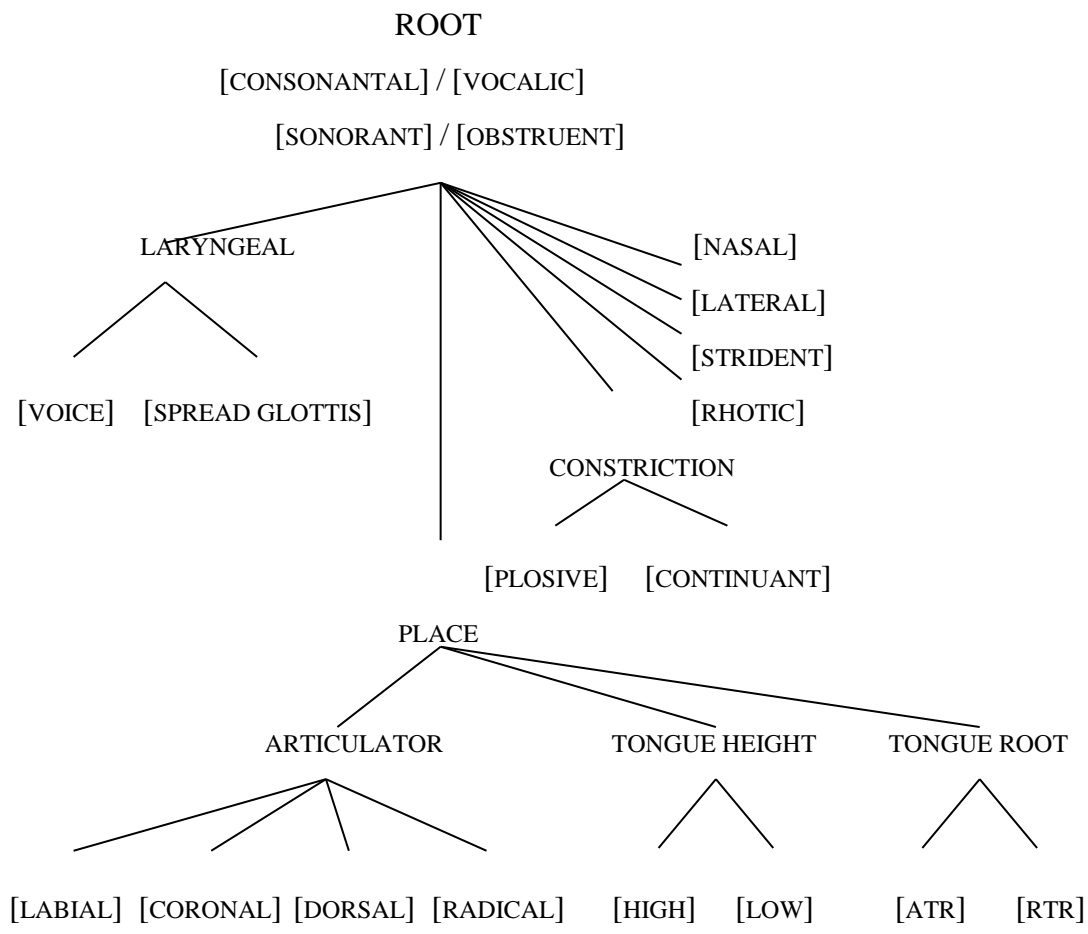 ROOT
[CONSONANTAL] / [VOCALIC]
[SONORANT] / [OBSTRUENT]
LARYNGEAL
[NASAL]
[LATERAL]
[STRIDENT]
[VOICE] [SPREAD GLOTTIS] [RHOTIC]
CONSTRICTION
[PLOSIVE] [CONTINUANT]
PLACE
ARTICULATOR TONGUE HEIGHT TONGUE ROOT
[LABIAL] [CORONAL] [DORSAL] [RADICAL] [HIGH] [LOW] [ATR] [RTR]